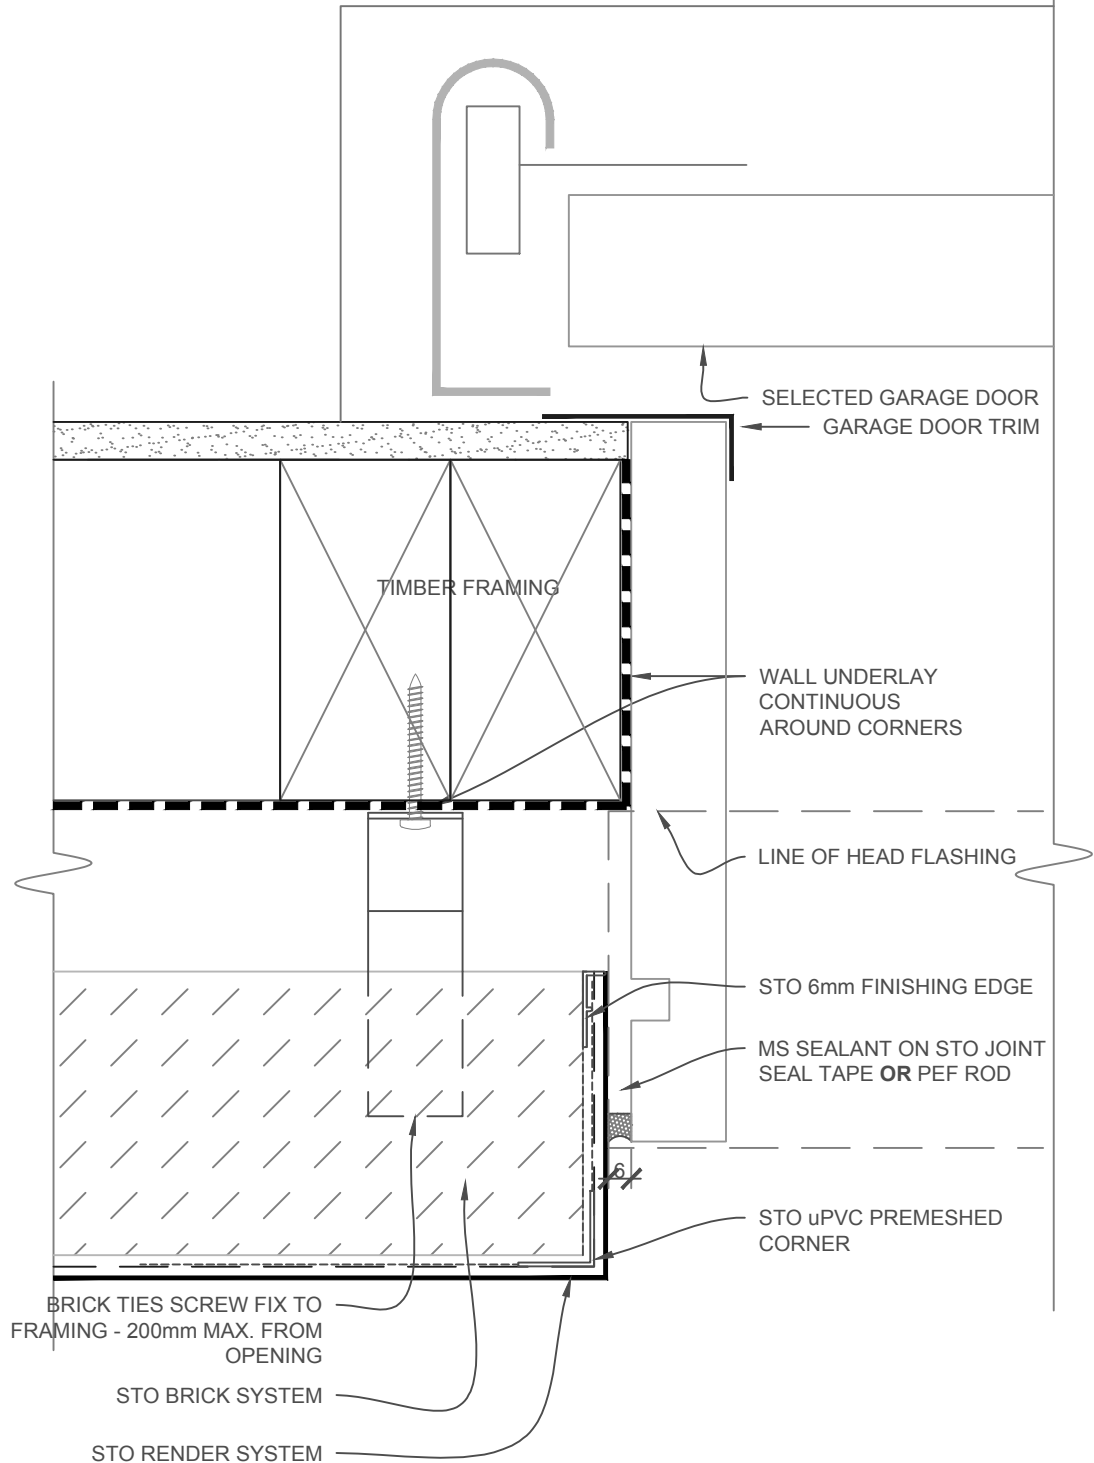 SELECTED GARAGE DOOR
GARAGE DOOR TRIM
TIMBER FRAMING
WALL UNDERLAY
CONTINUOUS
AROUND CORNERS
LINE OF HEAD FLASHING
STO 6mm FINISHING EDGE
MS SEALANT ON STO JOINT
SEAL TAPE OR PEF ROD
6
STO uPVC PREMESHED
CORNER
BRICK TIES SCREW FIX TO
FRAMING - 200mm MAX. FROM
OPENING
STO BRICK SYSTEM
STO RENDER SYSTEM